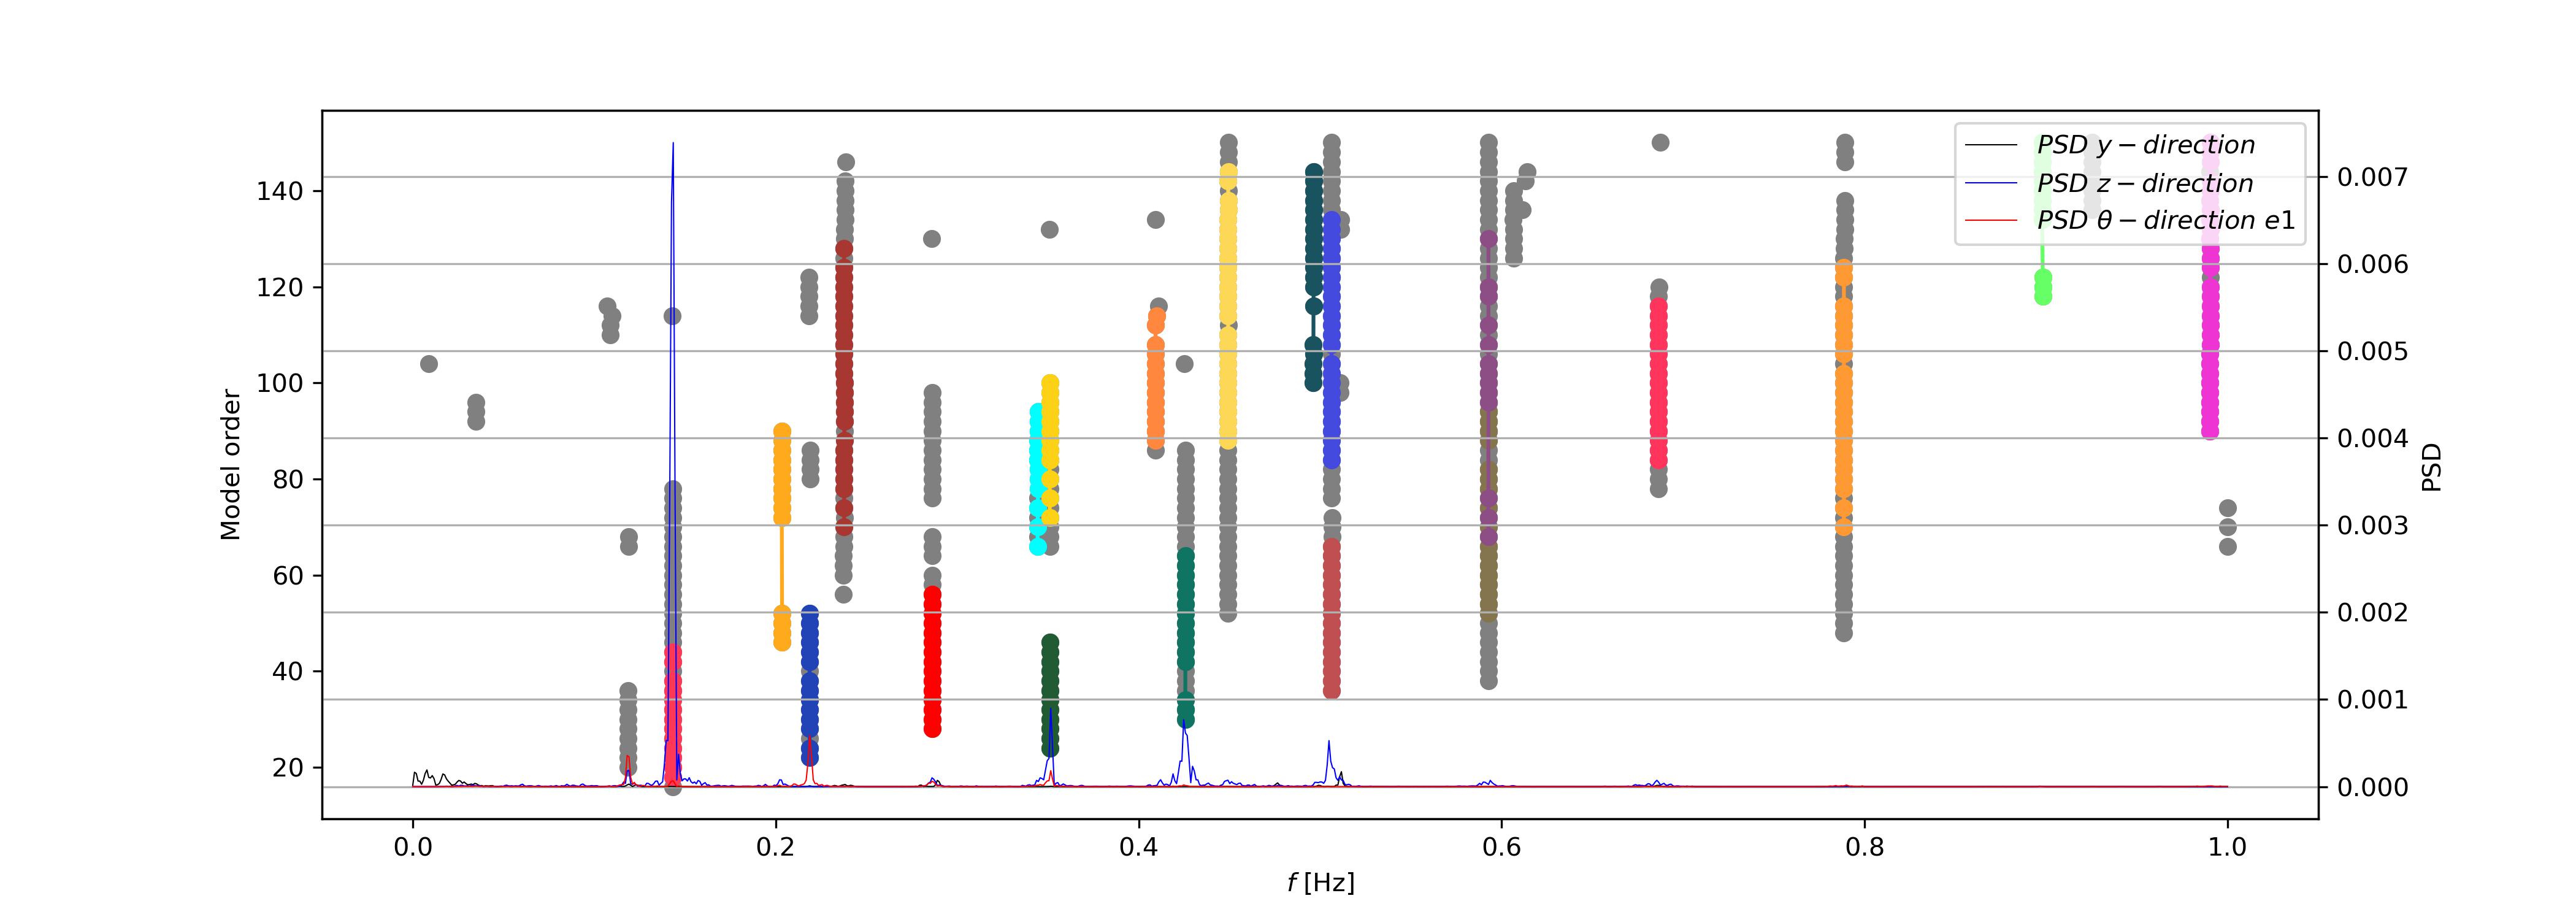 PSD y − direction
PSD z − direction
PSD θ − direction e1
140
120
100
80
60
40
20
Model order
0.007
0.006
0.005
0.004
0.003
0.002
0.001
0.000
PSD
0.0 0.2 0.4 0.6 0.8 1.0
f [Hz]